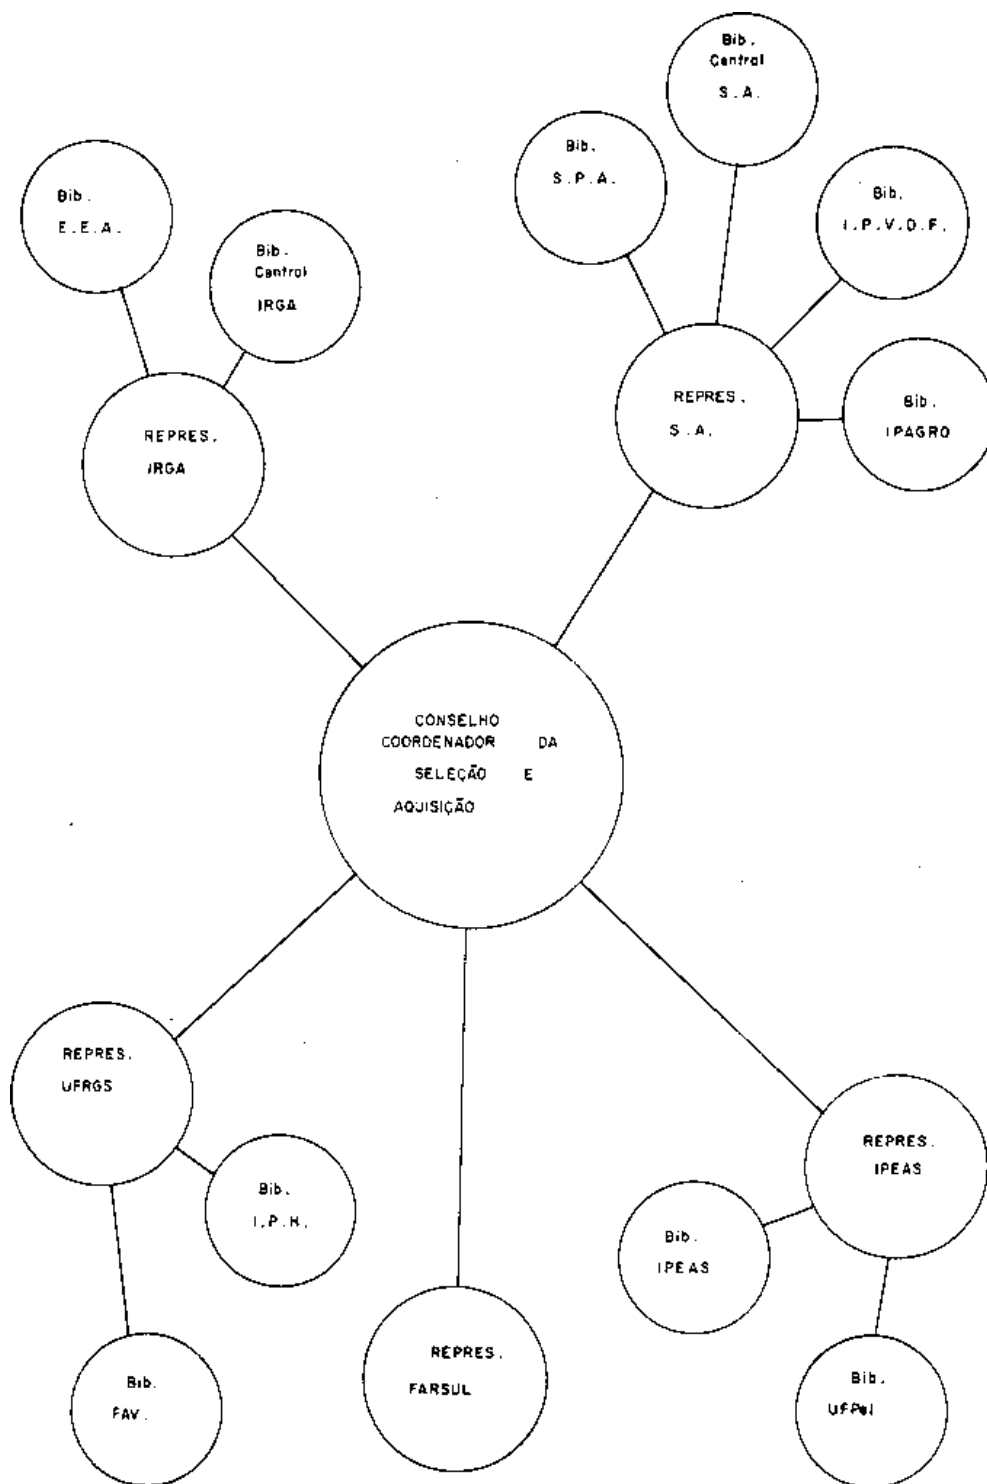 Bib.
Central
S.A.
Bib.
S.P.A.
Bib.
E.E.A.
Bib.
I.P.V.D.F.
Bib.
Central
IRGA
REPRES.
S.A.
Bib.
IPAGRO
REPRES.
IRGA
CONSELHO
COORDENADOR DA
SELEÇÃO E
AQUISIÇÃO
REPRES.
UFRGS
REPRES.
IPEAS
Bib.
I.P.H.
Bib.
IPEAS
REPRES.
FARSUL
Bib.
FAV.
Bib.
UFPel